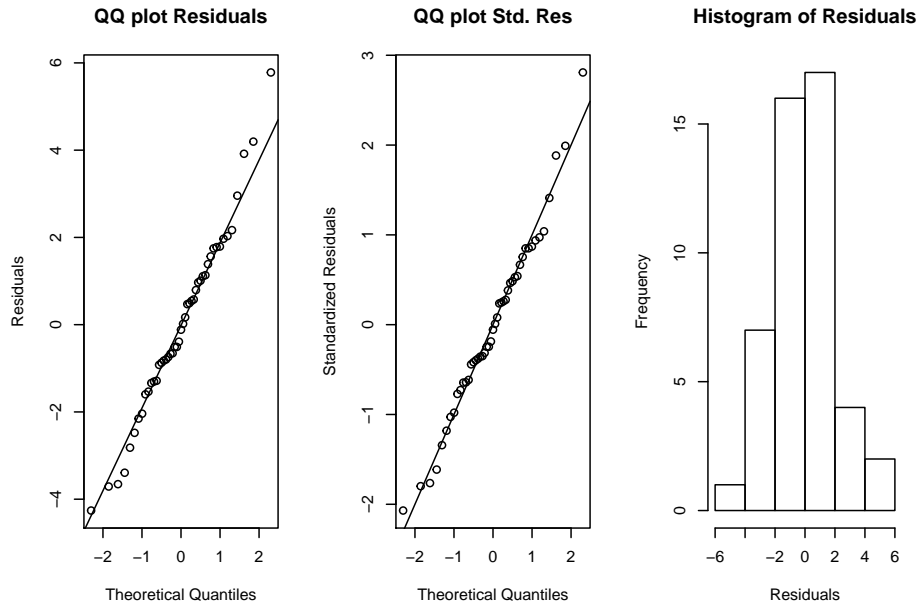 QQ plot Residuals
6
4
2
0
−2
−4
Residuals
−2 −1 0 1 2
Theoretical Quantiles
QQ plot Std. Res
3
2
1
0
−1
−2
Standardized Residuals
−2 −1 0 1 2
Theoretical Quantiles
Histogram of Residuals
15
10
5
0
Frequency
−6 −2 0 2 4 6
Residuals